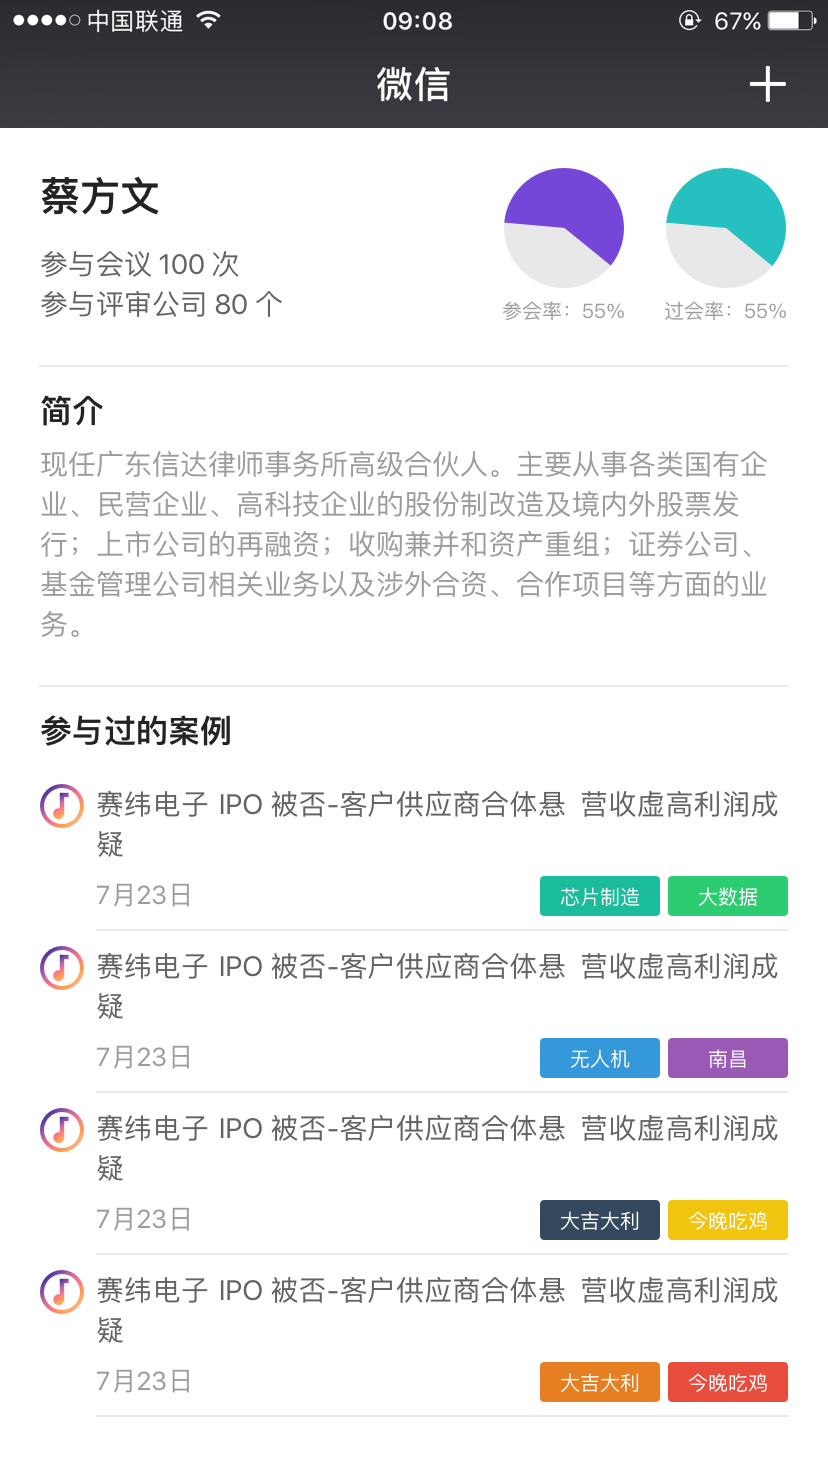 中国联通
09:08
67%
微信
蔡方文
参与会议 100 次
参与评审公司 80 个
参会率：55%
过会率：55%
简介
现任广东信达律师事务所高级合伙人。主要从事各类国有企
业、民营企业、高科技企业的股份制改造及境内外股票发
行；上市公司的再融资；收购兼并和资产重组；证券公司、
基金管理公司相关业务以及涉外合资、合作项目等方面的业
务。
参与过的案例
赛纬电子 IPO 被否-客户供应商合体悬 营收虚高利润成
疑
7月23日
芯片制造
大数据
赛纬电子 IPO 被否-客户供应商合体悬 营收虚高利润成
疑
7月23日
无人机
南昌
赛纬电子 IPO 被否-客户供应商合体悬 营收虚高利润成
疑
7月23日
大吉大利
今晚吃鸡
赛纬电子 IPO 被否-客户供应商合体悬 营收虚高利润成
疑
7月23日
大吉大利
今晚吃鸡